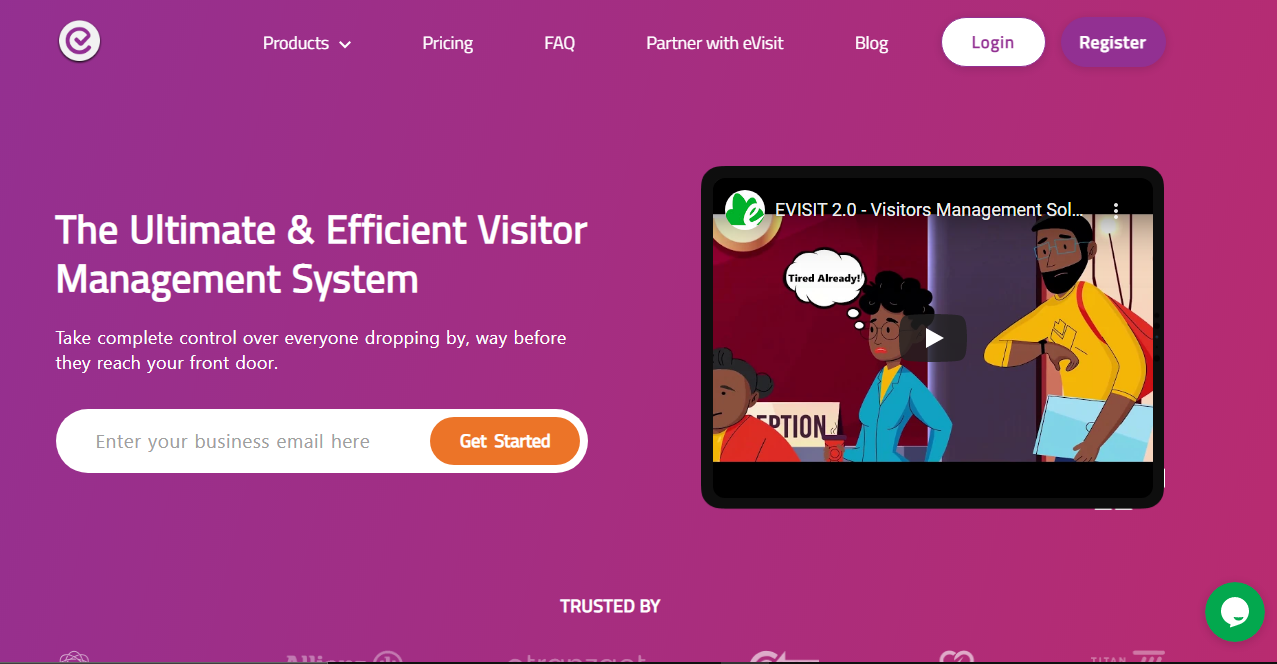 Products
Pricing
FAQ
Partner with eVisit
Blog
Login
Register
The Ultimate & Efficient Visitor
Management System
Take complete control over everyone dropping by, way before
they reach your front door.
Enter your business email here
Get Started
EVISIT 2.0 - Visitors Management Sol...
Tired Already!
EPTION
TRUSTED BY